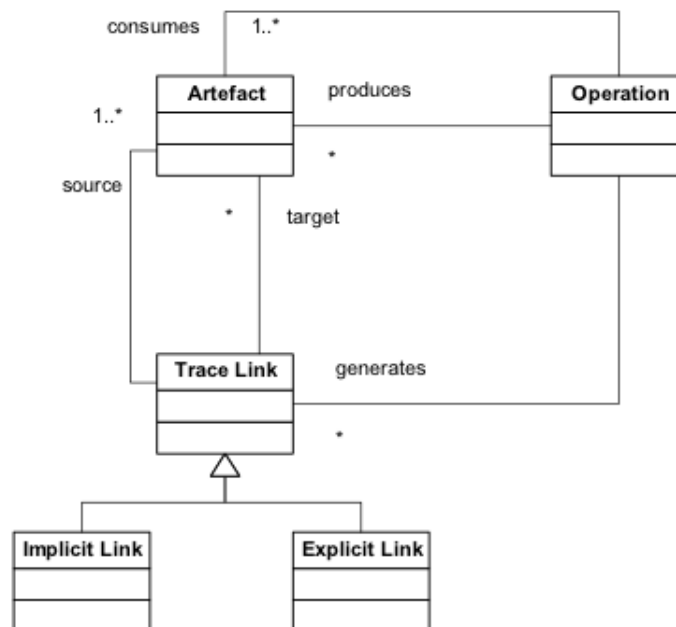 consumes
1..*
Artefact
produces
Operation
1..*
*
source
*
target
Trace Link
generates
*
Implicit Link
Explicit Link